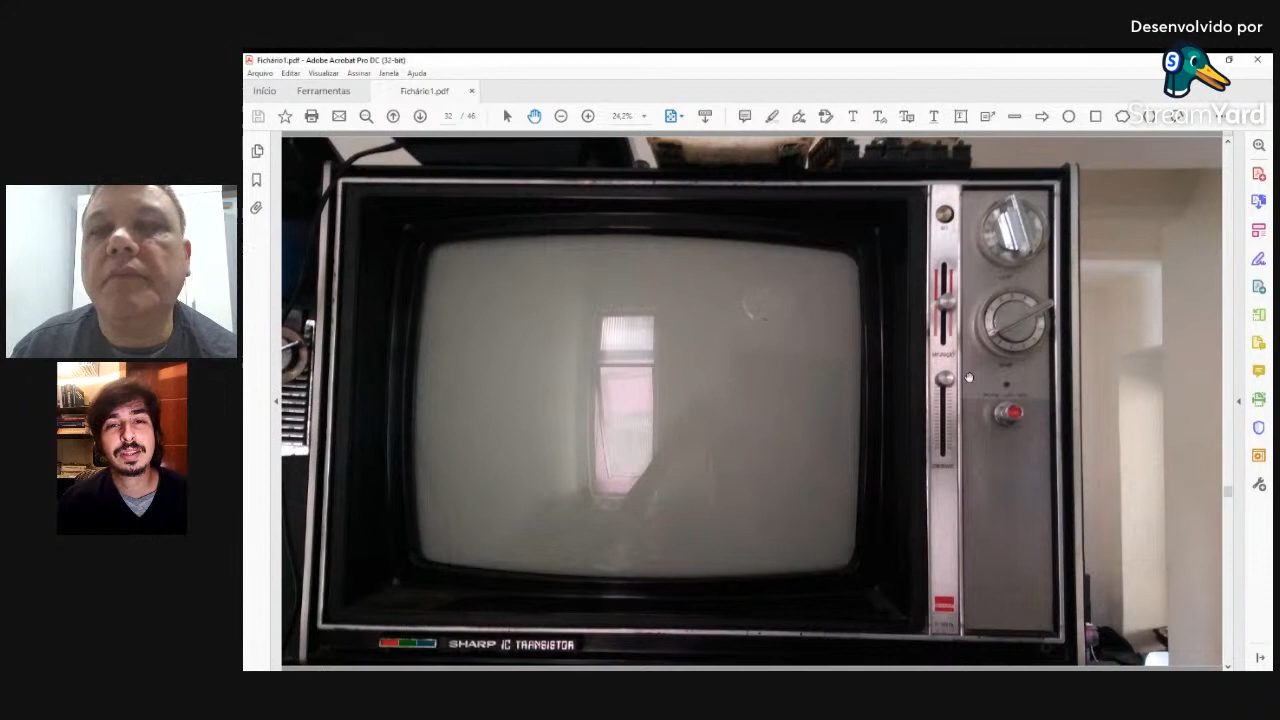 Desenvolvido por
StreamYard
Fichário1.pdf - Adobe Acrobat Pro DC (32-bit)
Arquivo Editar Visualizar Assinar Janela Ajuda
Início Ferramentas Fichário1.pdf
32 / 46 24,2%
SHARP IC TRANSISTOR